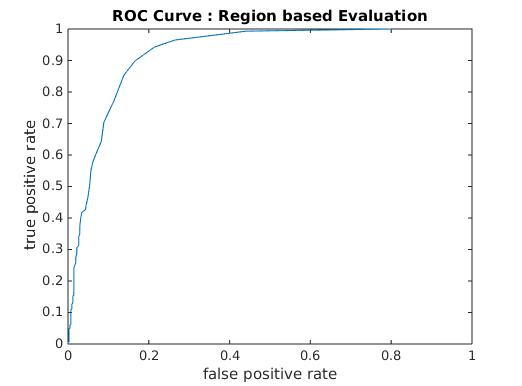 ROC Curve : Region based Evaluation
1
0.9
0.8
0.7
0.6
0.5
0.4
0.3
0.2
0.1
0
true positive rate
0 0.2 0.4 0.6 0.8 1
false positive rate